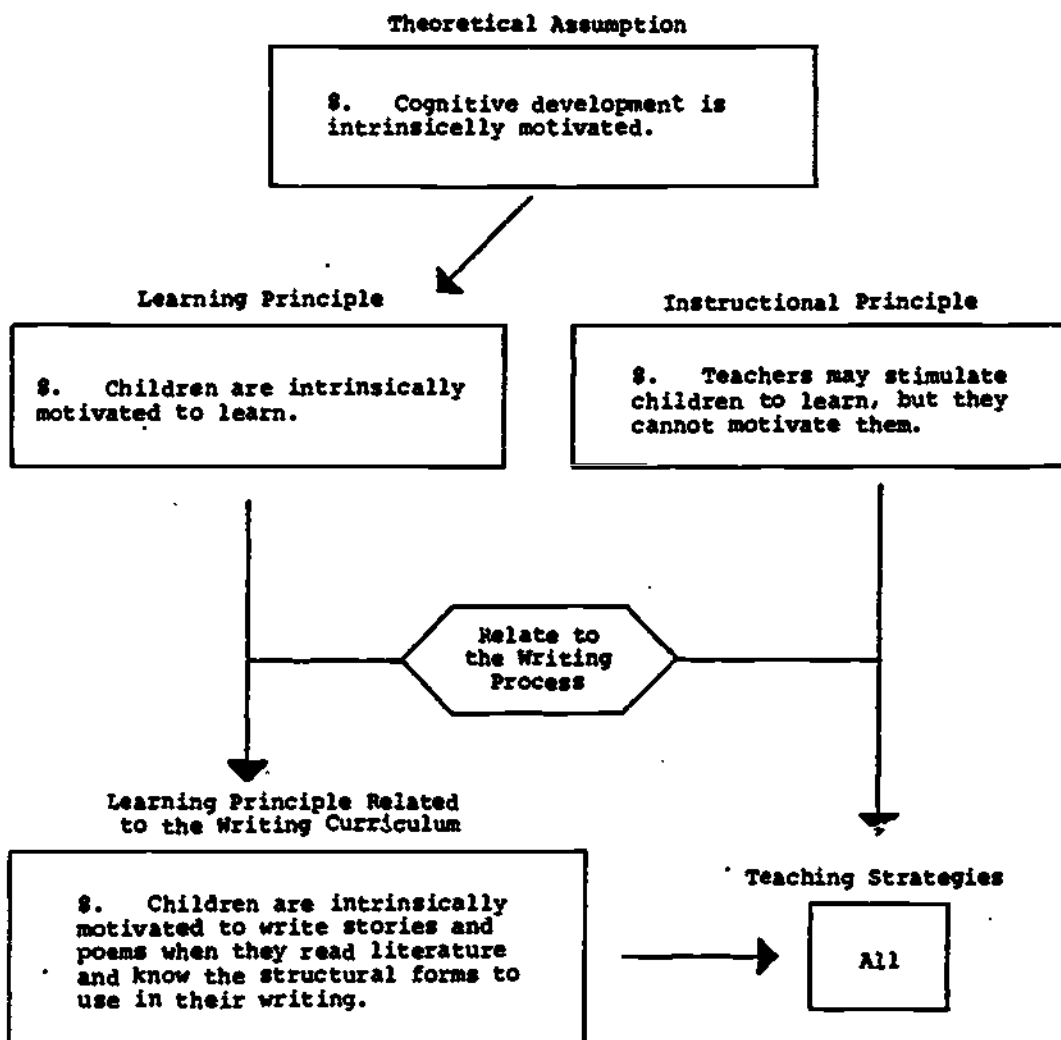 Theoretical Assumption
8. Cognitive development is
intrinsicelly motivated.
Learning Principle
8. Children are intrinsically
motivated to learn.
Instructional Principle
8. Teachers may stimulate
children to learn, but they
cannot motivate them.
Relate to
the Writing
Process
Learning Principle Related
to the Writing Curriculum
8. Children are intrinsically
motivated to write stories and
poems when they read literature
and know the structural forms to
use in their writing.
Teaching Strategies
All